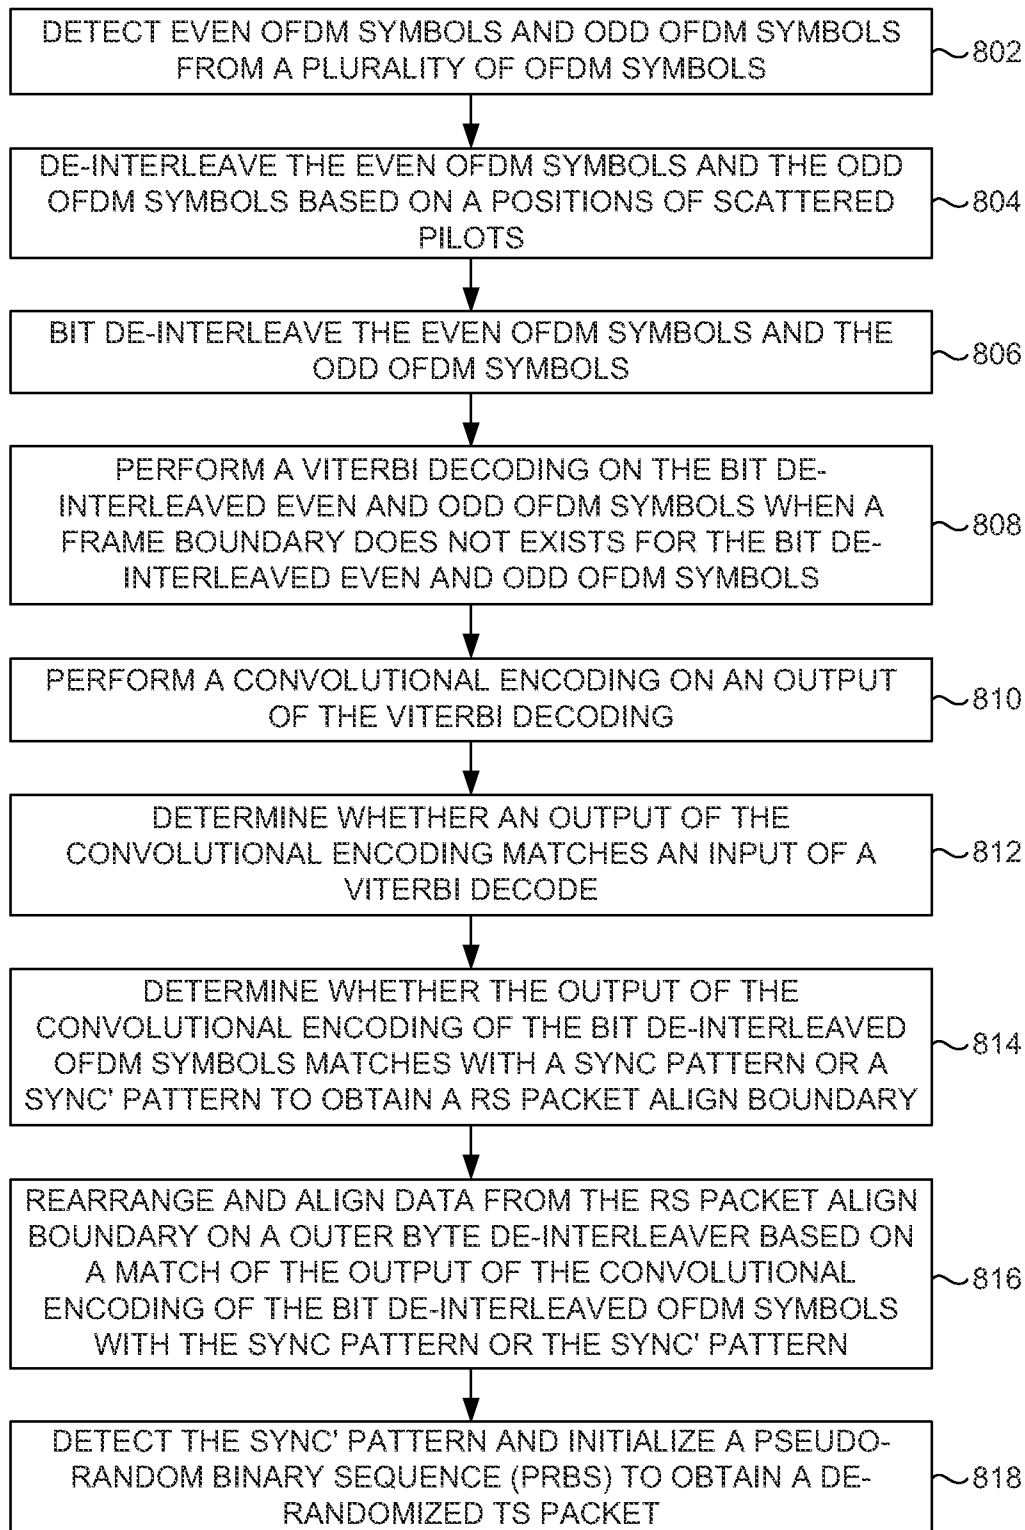 DETECT EVEN OFDM SYMBOLS AND ODD OFDM SYMBOLS
FROM A PLURALITY OF OFDM SYMBOLS
802
DE-INTERLEAVE THE EVEN OFDM SYMBOLS AND THE ODD
OFDM SYMBOLS BASED ON A POSITIONS OF SCATTERED
PILOTS
804
BIT DE-INTERLEAVE THE EVEN OFDM SYMBOLS AND THE
ODD OFDM SYMBOLS
806
PERFORM A VITERBI DECODING ON THE BIT DE-
INTERLEAVED EVEN AND ODD OFDM SYMBOLS WHEN A
FRAME BOUNDARY DOES NOT EXISTS FOR THE BIT DE-
INTERLEAVED EVEN AND ODD OFDM SYMBOLS
808
PERFORM A CONVOLUTIONAL ENCODING ON AN OUTPUT
OF THE VITERBI DECODING
810
DETERMINE WHETHER AN OUTPUT OF THE
CONVOLUTIONAL ENCODING MATCHES AN INPUT OF A
VITERBI DECODE
812
DETERMINE WHETHER THE OUTPUT OF THE
CONVOLUTIONAL ENCODING OF THE BIT DE-INTERLEAVED
OFDM SYMBOLS MATCHES WITH A SYNC PATTERN OR A
SYNC' PATTERN TO OBTAIN A RS PACKET ALIGN BOUNDARY
814
REARRANGE AND ALIGN DATA FROM THE RS PACKET ALIGN
BOUNDARY ON A OUTER BYTE DE-INTERLEAVER BASED ON
A MATCH OF THE OUTPUT OF THE CONVOLUTIONAL
ENCODING OF THE BIT DE-INTERLEAVED OFDM SYMBOLS
WITH THE SYNC PATTERN OR THE SYNC' PATTERN
816
DETECT THE SYNC' PATTERN AND INITIALIZE A PSEUDO-
RANDOM BINARY SEQUENCE (PRBS) TO OBTAIN A DE-
RANDOMIZED TS PACKET
818